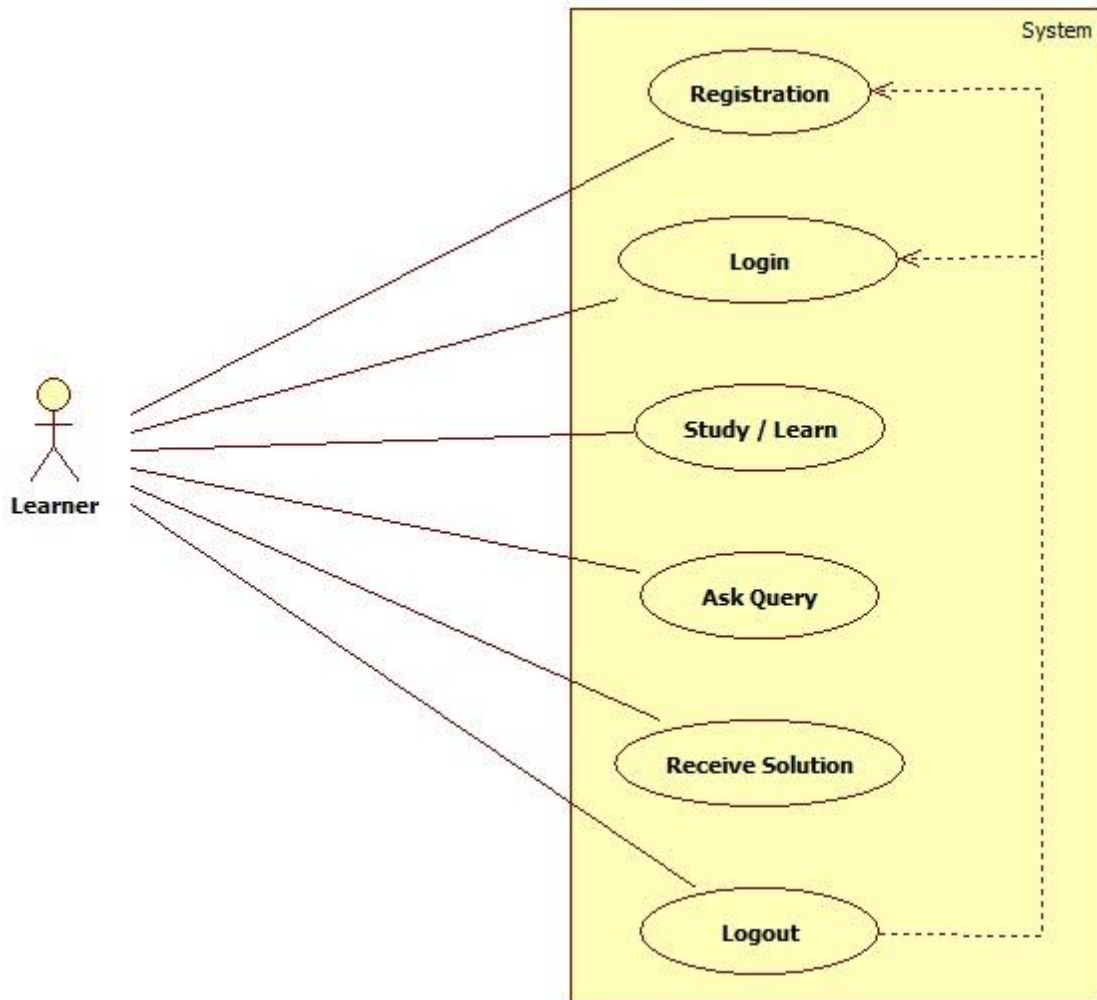 System
Registration
Login
Study / Learn
Learner
Ask Query
Receive Solution
Logout